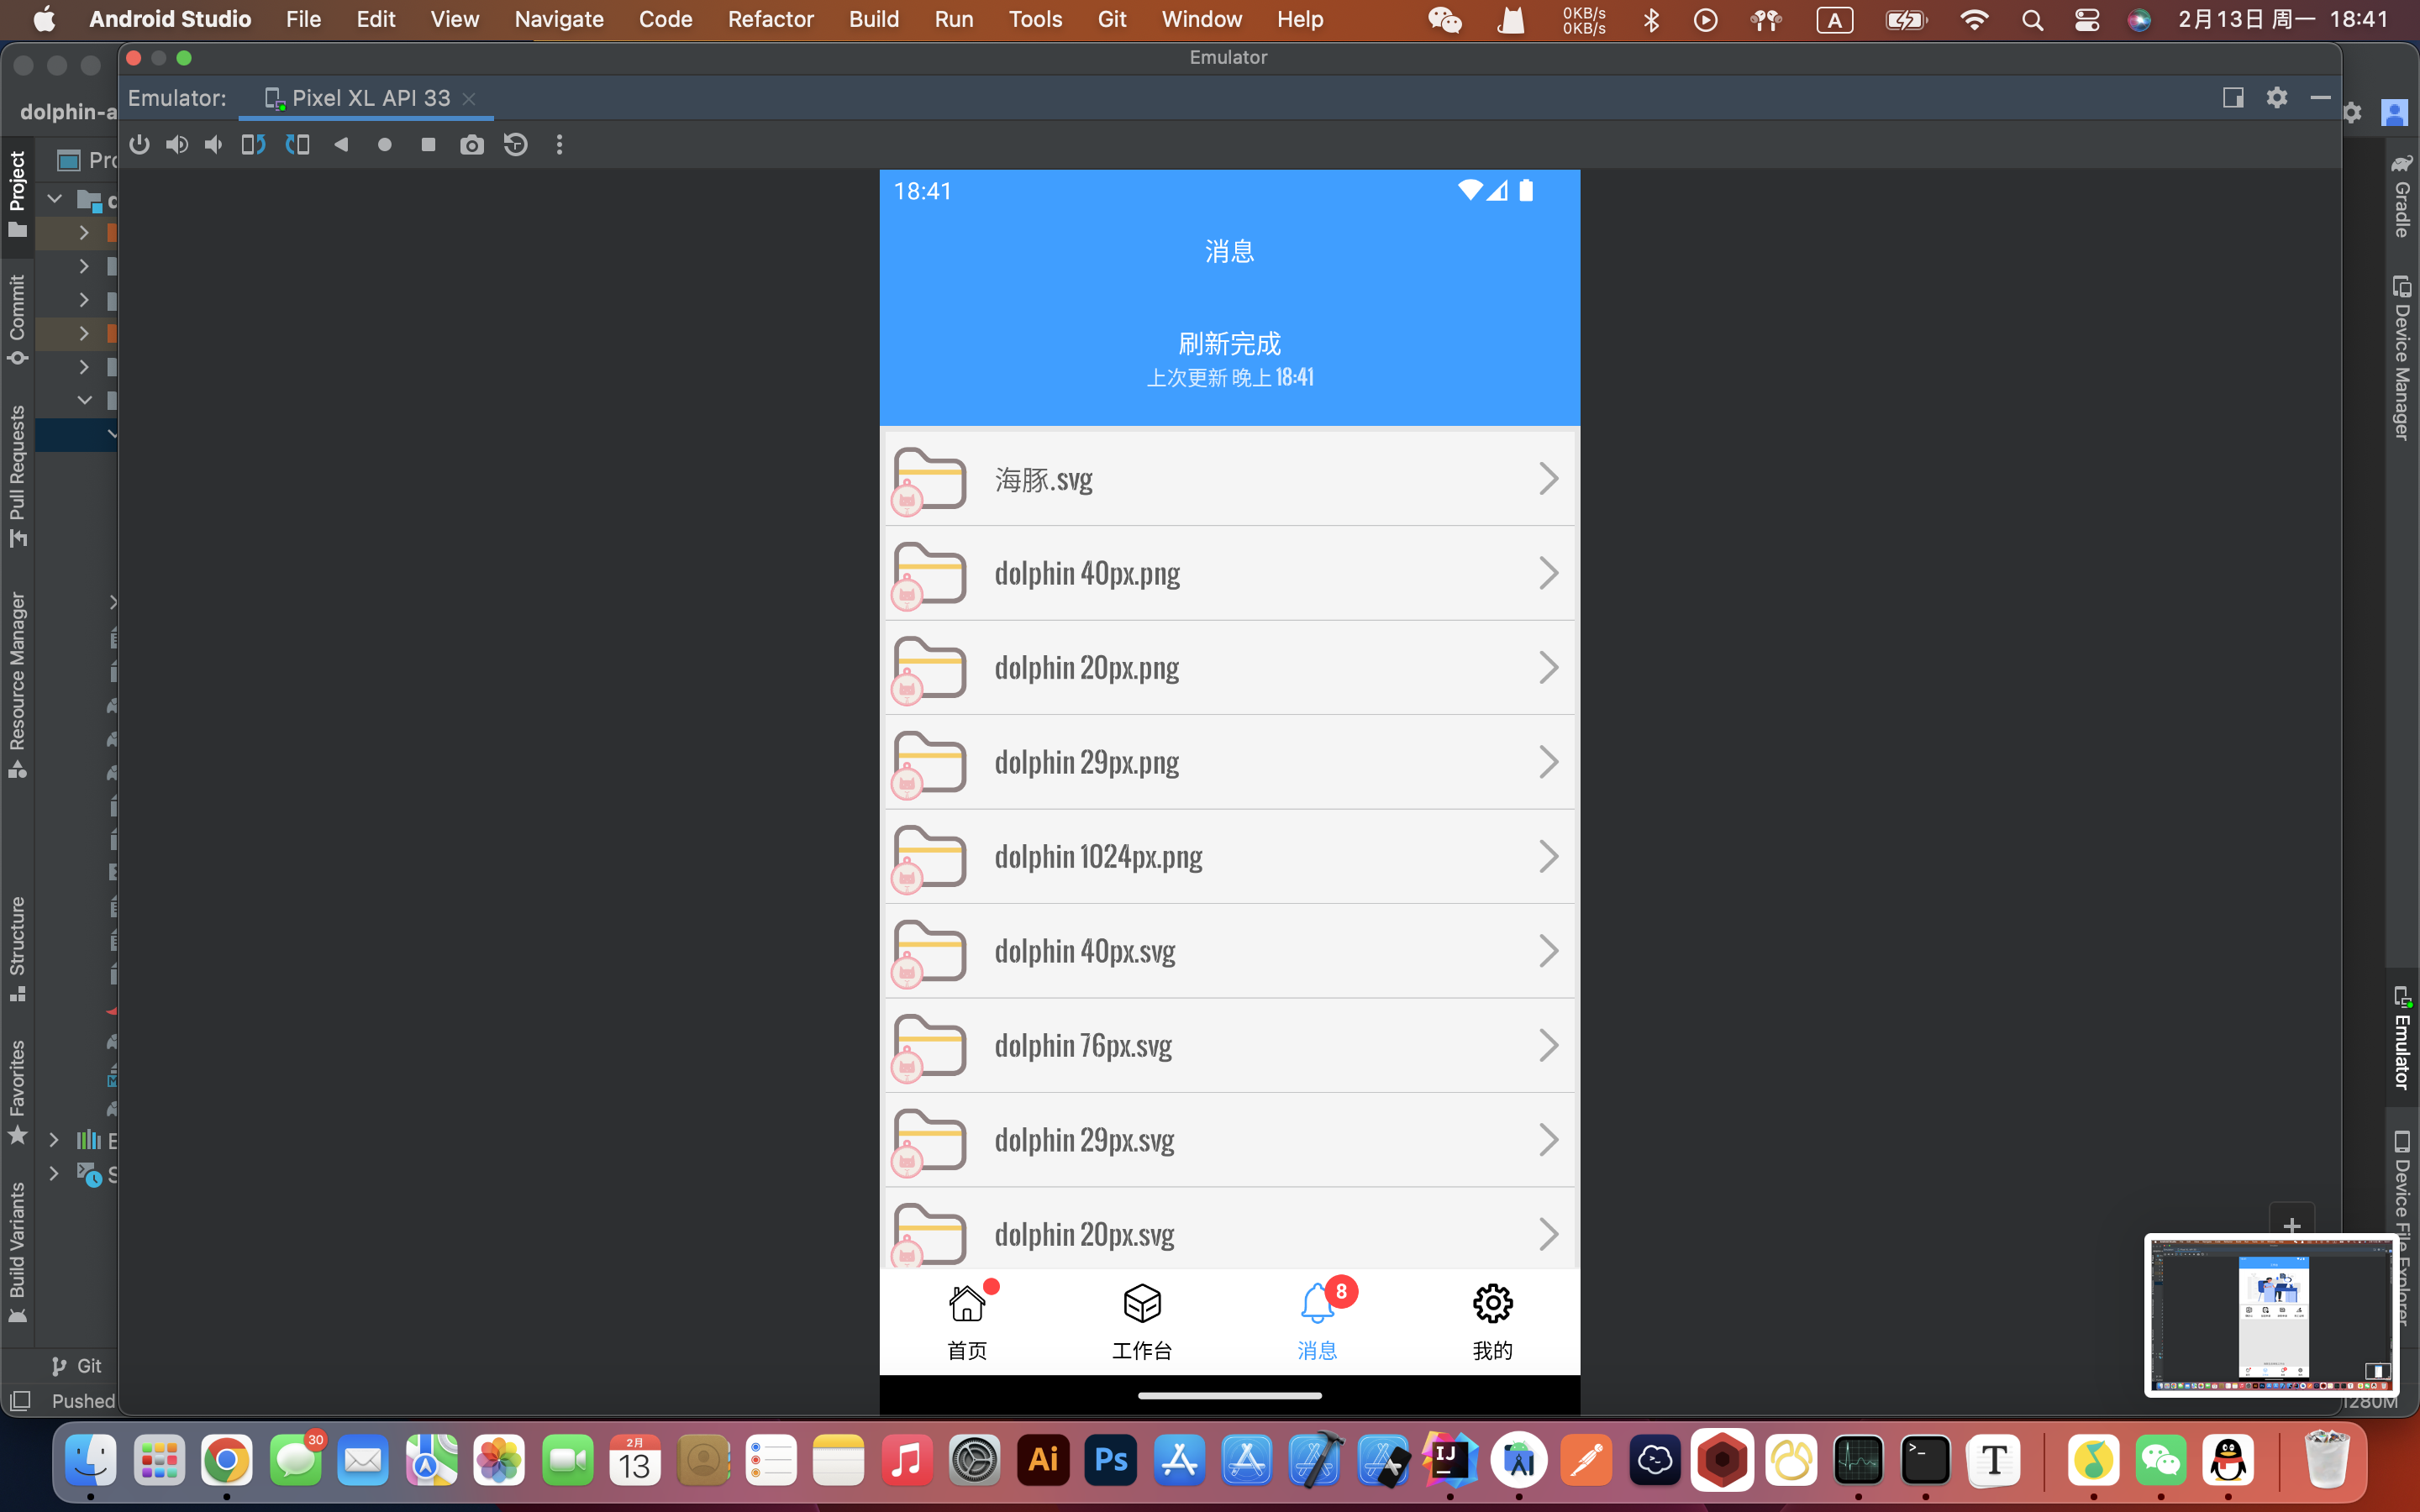 Android Studio File Edit View Navigate Code Refactor Build Run Tools Git Window Help 0KB/s 0KB/s A 2月13日 周一 18:41
Emulator
dolphin-a
Emulator: Pixel XL API 33
Project
Commit
Pull Requests
Resource Manager
Structure
Favorites
Build Variants
18:41
消息
刷新完成
上次更新 晚上 18:41
海豚.svg
dolphin 40px.png
dolphin 20px.png
dolphin 29px.png
dolphin 1024px.png
dolphin 40px.svg
dolphin 76px.svg
dolphin 29px.svg
dolphin 20px.svg
8
首页 工作台 消息 我的
Gradle
Device Manager
Emulator
Device File Explorer
Git
Pushed
1280M
30
2月
13
Ai
Ps
IJ
>_
T